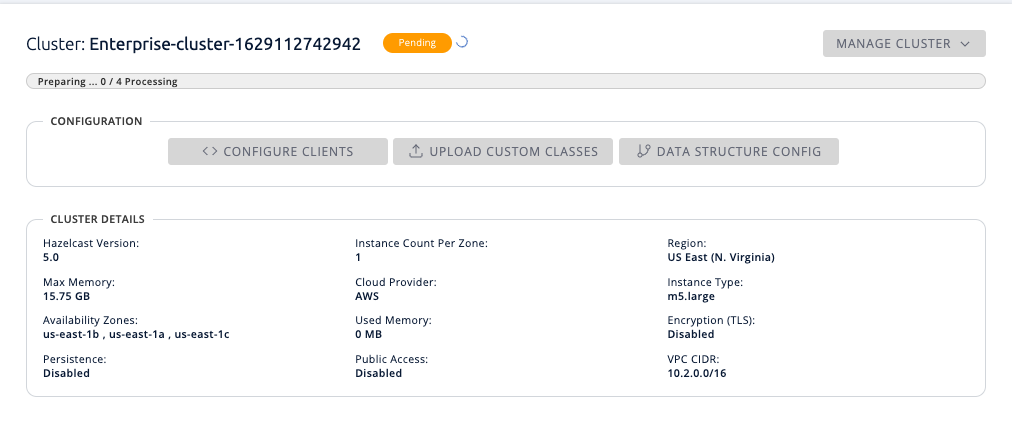 Cluster: Enterprise-cluster-1629112742942 Pending MANAGE CLUSTER
Preparing ... 0 / 4 Processing
CONFIGURATION
CONFIGURE CLIENTS UPLOAD CUSTOM CLASSES DATA STRUCTURE CONFIG
CLUSTER DETAILS
Hazelcast Version: Instance Count Per Zone: Region:
5.0 1 US East (N. Virginia)
Max Memory: Cloud Provider: Instance Type:
15.75 GB AWS m5.large
Availability Zones: Used Memory: Encryption (TLS):
us-east-1b , us-east-1a , us-east-1c 0 MB Disabled
Persistence: Public Access: VPC CIDR:
Disabled Disabled 10.2.0.0/16